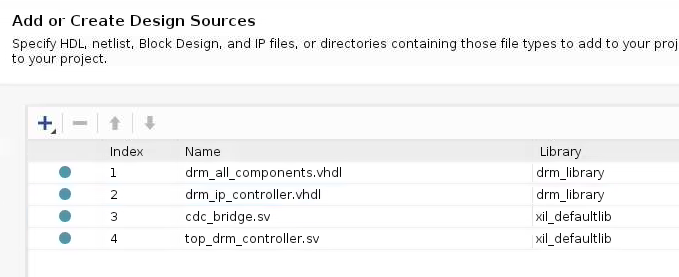 Add or Create Design Sources
Specify HDL, netlist, Block Design, and IP files, or directories containing those file types to add to your proj
to your project.
Index Name Library
1 drm_all_components.vhdl drm_library
2 drm_ip_controller.vhdl drm_library
3 cdc_bridge.sv xil_defaultlib
4 top_drm_controller.sv xil_defaultlib